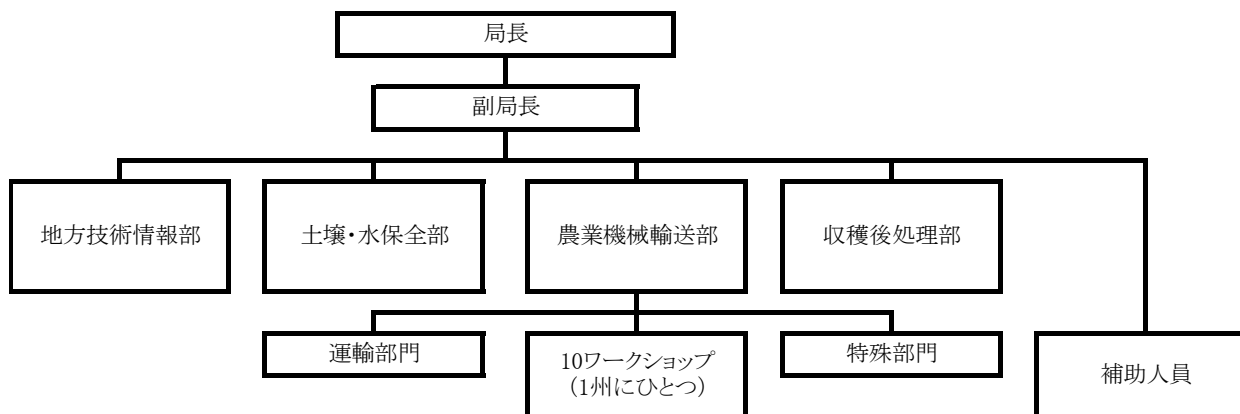 局長
副局長
地方技術情報部
土壌・水保全部
農業機械輸送部
収穫後処理部
運輸部門
10ワークショップ
（1州にひとつ）
特殊部門
補助人員